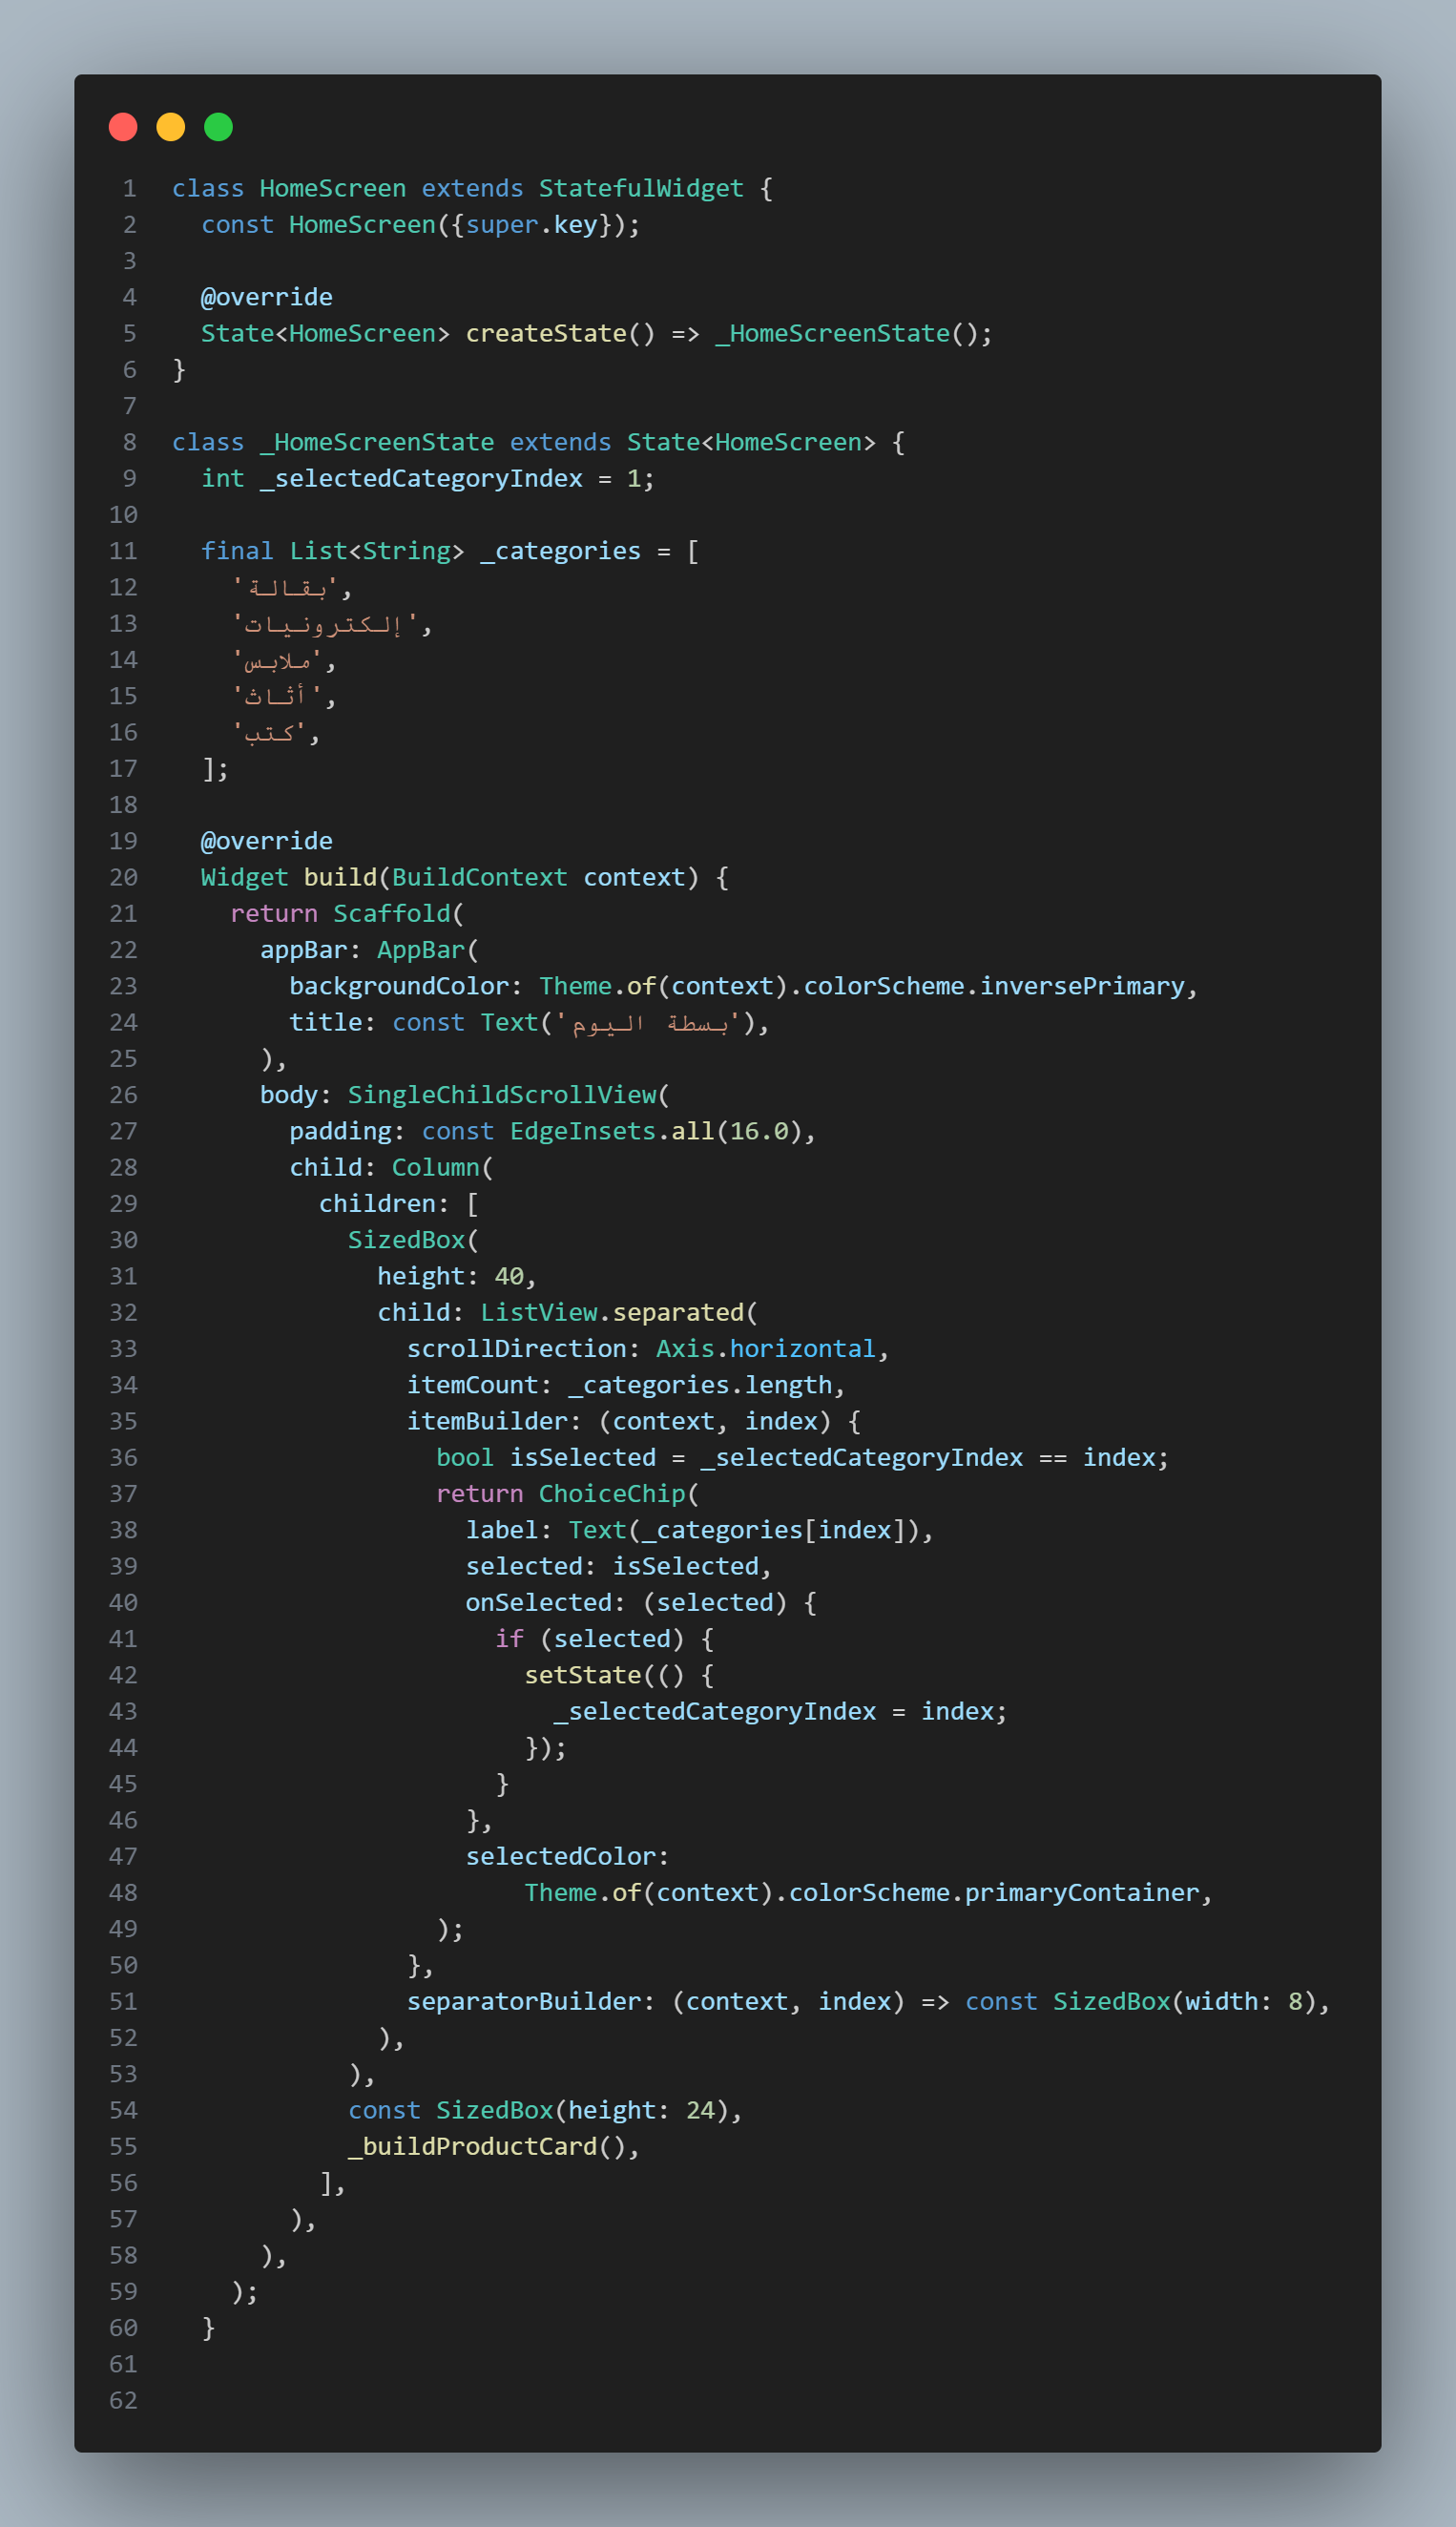 1 class HomeScreen extends StatefulWidget {
2   const HomeScreen({super.key});
3
4   @override
5   State<HomeScreen> createState() => _HomeScreenState();
6 }
7
8 class _HomeScreenState extends State<HomeScreen> {
9   int _selectedCategoryIndex = 1;
10
11   final List<String> _categories = [
12     'بقالة',
13     'إلكترونيات',
14     'ملابس',
15     'أثاث',
16     'كتب',
17   ];
18
19   @override
20   Widget build(BuildContext context) {
21     return Scaffold(
22       appBar: AppBar(
23         backgroundColor: Theme.of(context).colorScheme.inversePrimary,
24         title: const Text('بسطة اليوم'),
25       ),
26       body: SingleChildScrollView(
27         padding: const EdgeInsets.all(16.0),
28         child: Column(
29           children: [
30             SizedBox(
31               height: 40,
32               child: ListView.separated(
33                 scrollDirection: Axis.horizontal,
34                 itemCount: _categories.length,
35                 itemBuilder: (context, index) {
36                   bool isSelected = _selectedCategoryIndex == index;
37                   return ChoiceChip(
38                     label: Text(_categories[index]),
39                     selected: isSelected,
40                     onSelected: (selected) {
41                       if (selected) {
42                         setState(() {
43                           _selectedCategoryIndex = index;
44                         });
45                       }
46                     },
47                     selectedColor:
48                         Theme.of(context).colorScheme.primaryContainer,
49                   );
50                 },
51                 separatorBuilder: (context, index) => const SizedBox(width: 8),
52               ),
53             ),
54             const SizedBox(height: 24),
55             _buildProductCard(),
56           ],
57         ),
58       ),
59     );
60   }
61
62